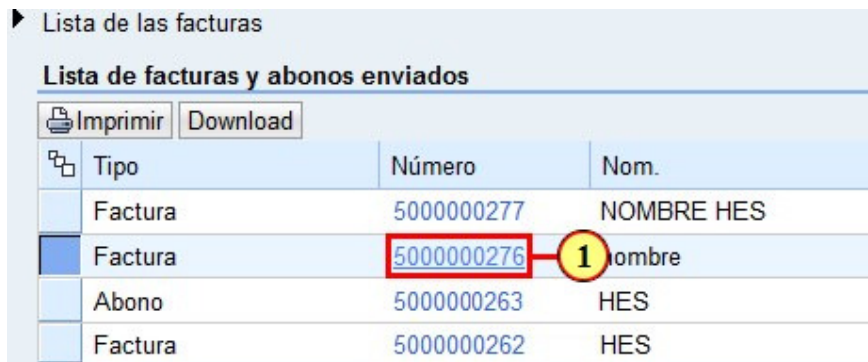 Lista de las facturas
Lista de facturas y abonos enviados
Imprimir Download
Tipo Número Nom.
Factura 5000000277 NOMBRE HES
Factura 5000000276 1 nombre
Abono 5000000263 HES
Factura 5000000262 HES